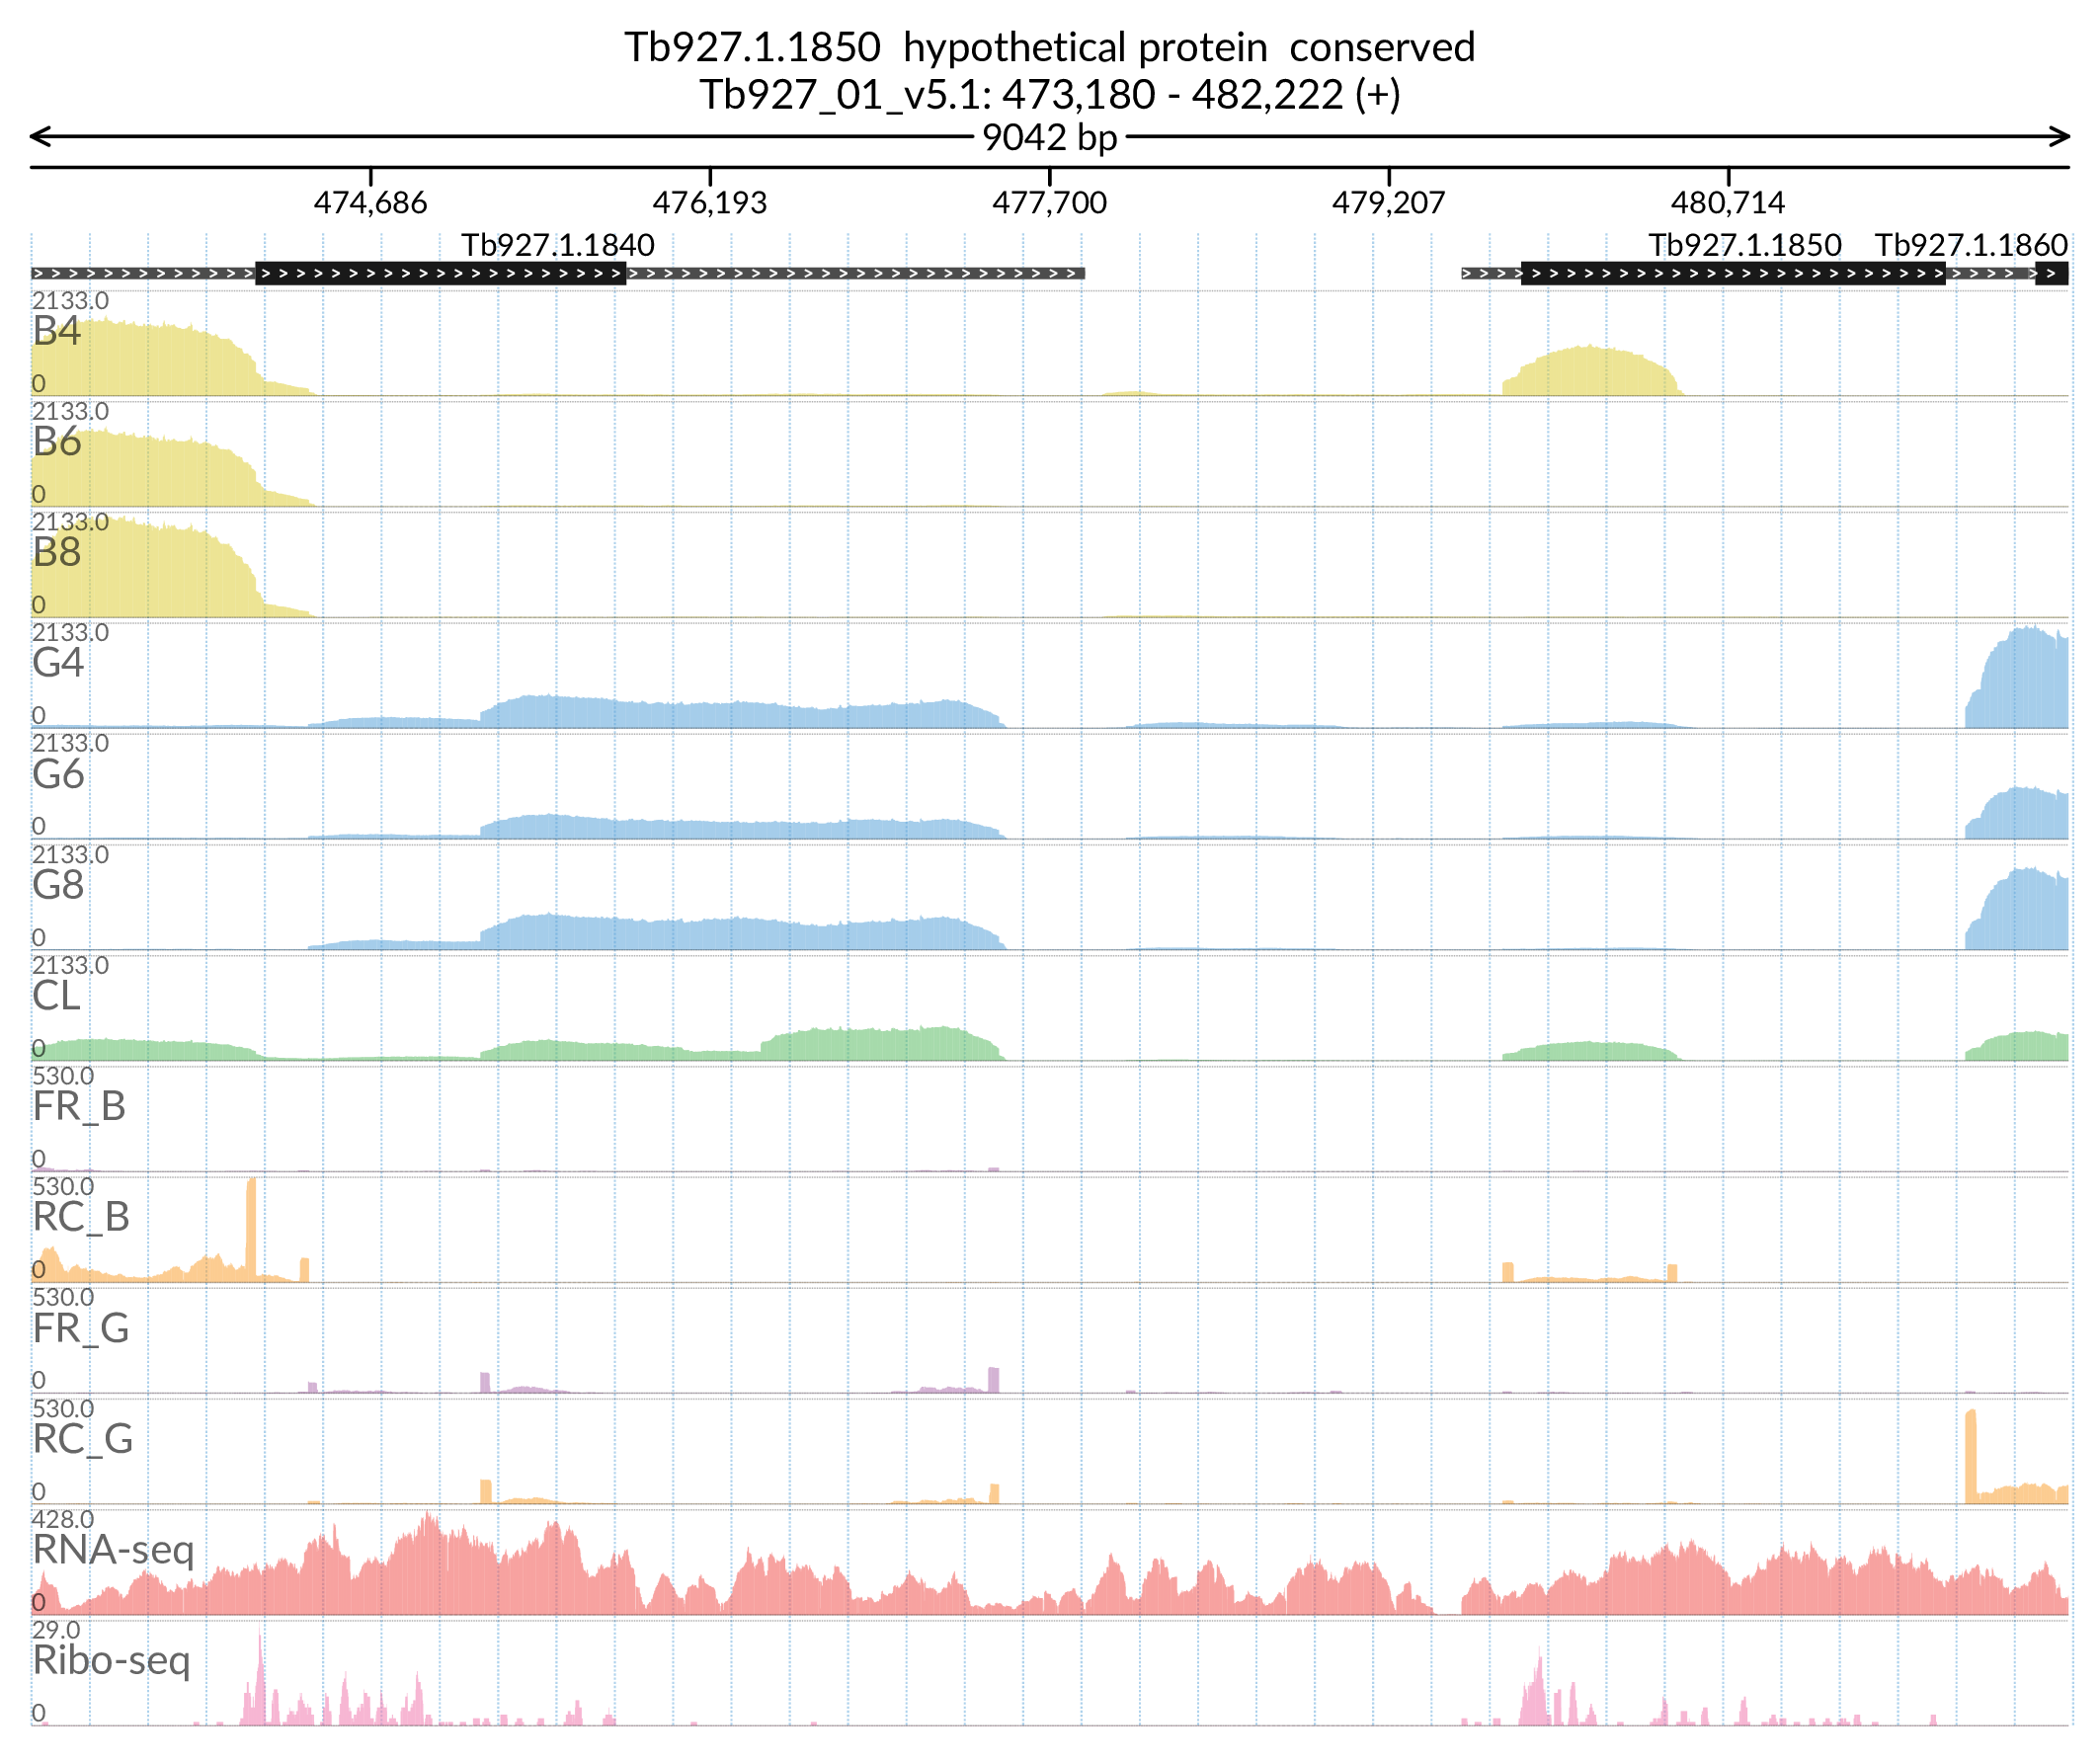 Tb927.1.1850 hypothetical protein conserved
Tb927_01_v5.1: 473,180 - 482,222 (+)
9042 bp
474,686 476,193 477,700 479,207 480,714
Tb927.1.1840 Tb927.1.1850 Tb927.1.1860
2133.0
B4
0
2133.0
B6
0
2133.0
B8
0
2133.0
G4
0
2133.0
G6
0
2133.0
G8
0
2133.0
CL
0
530.0
FR_B
0
530.0
RC_B
0
530.0
FR_G
0
530.0
RC_G
0
428.0
RNA-seq
0
29.0
Ribo-seq
0